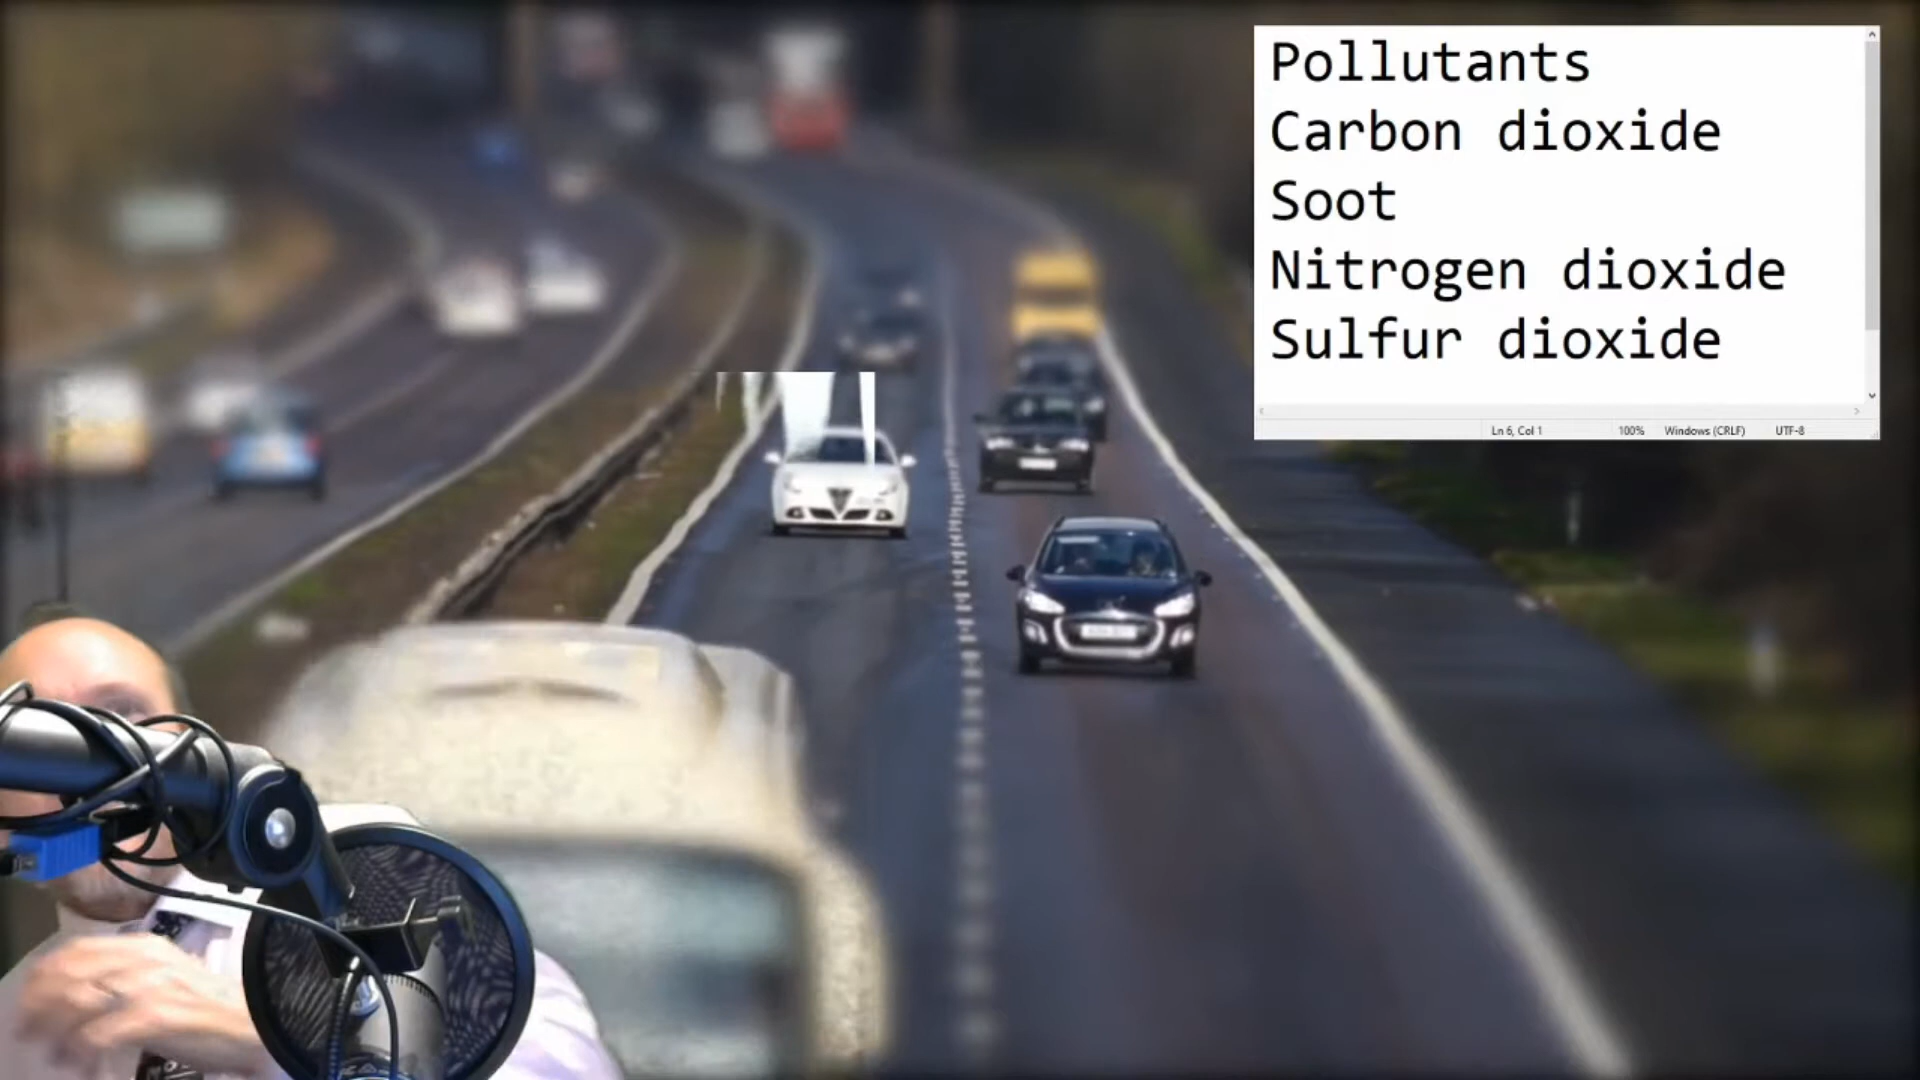 Pollutants
Carbon dioxide
Soot
Nitrogen dioxide
Sulfur dioxide
Ln 6, Col 1 100% Windows (CRLF) UTF-8